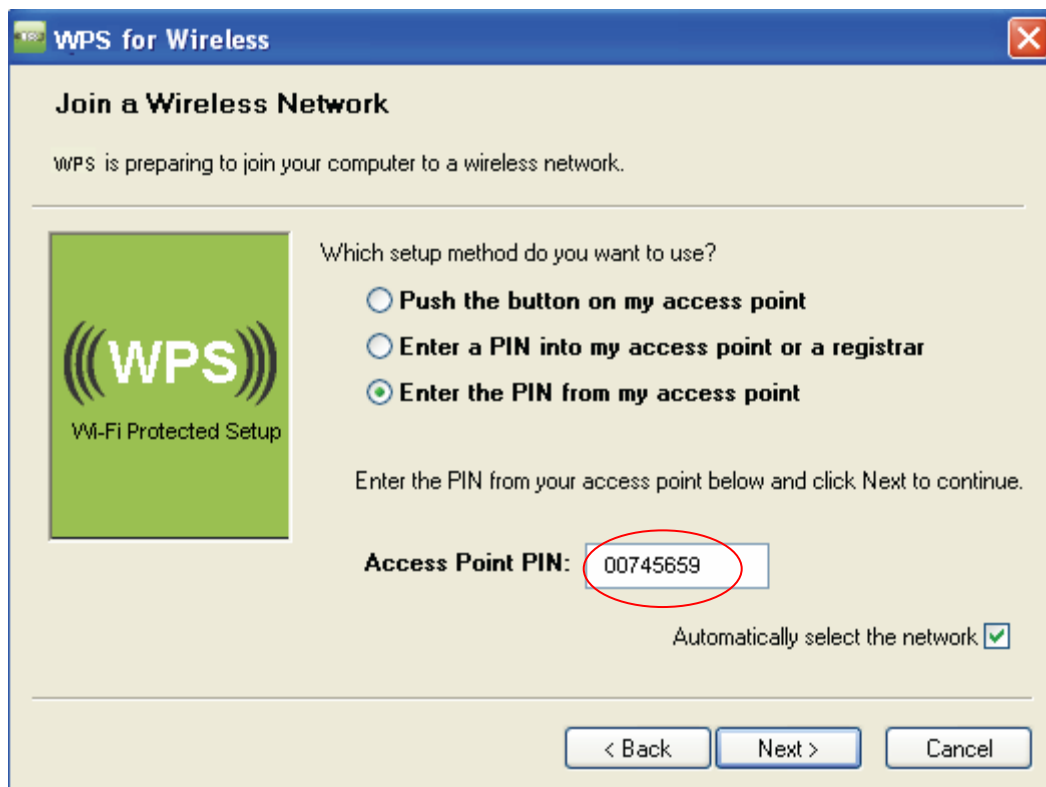 WPS for Wireless
Join a Wireless Network
WPS is preparing to join your computer to a wireless network.
Which setup method do you want to use?
Push the button on my access point
Enter a PIN into my access point or a registrar
Enter the PIN from my access point
(((WPS)))
Wi-Fi Protected Setup
Enter the PIN from your access point below and click Next to continue.
Access Point PIN: 00745659
Automatically select the network
< Back Next > Cancel